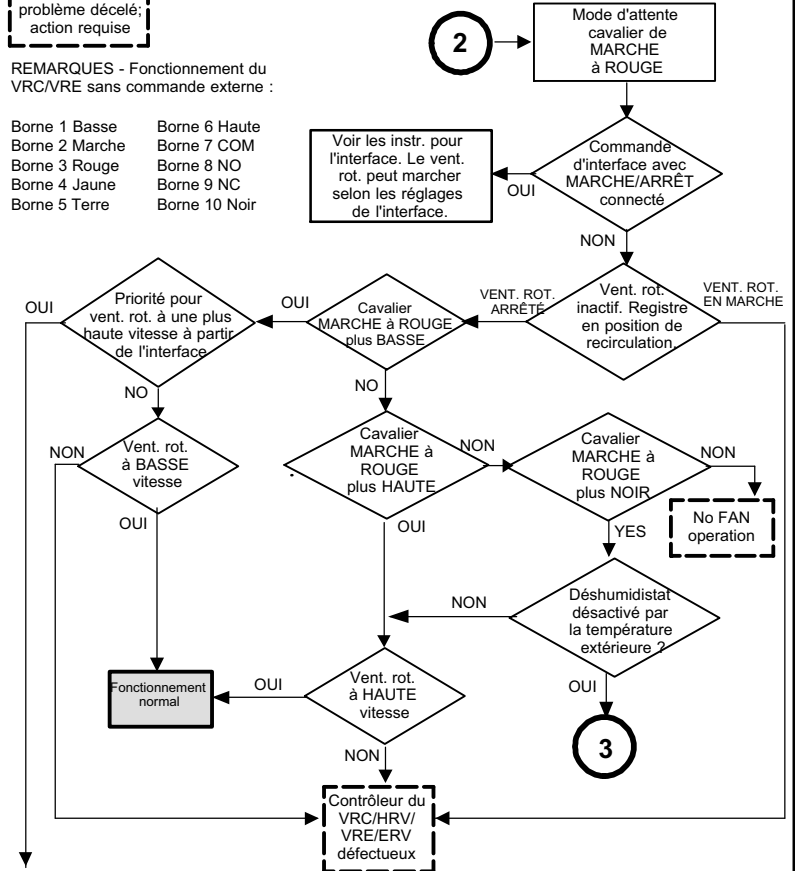 problème décelé;
action requise
REMARQUES - Fonctionnement du
VRC/VRE sans commande externe :
Borne 1 Basse
Borne 2 Marche
Borne 3 Rouge
Borne 4 Jaune
Borne 5 Terre
Borne 6 Haute
Borne 7 COM
Borne 8 NO
Borne 9 NC
Borne 10 Noir
2
Mode d'attente
cavalier de
MARCHE
à ROUGE
Commande
d'interface avec
MARCHE/ARRÊT
connecté
OUI
Voir les instr. pour
l'interface. Le vent.
rot. peut marcher
selon les réglages
de l'interface.
NON
Vent. rot.
inactif. Registre
en position de
recirculation.
VENT. ROT.
EN MARCHE
VENT. ROT.
ARRÊTÉ
Cavalier
MARCHE à ROUGE
plus BASSE
OUI
Priorité pour
vent. rot. à une plus
haute vitesse à partir
de l'interface
OUI
NO
Vent. rot.
à BASSE
vitesse
NON
OUI
NO
Cavalier
MARCHE à
ROUGE
plus HAUTE
NON
Cavalier
MARCHE à
ROUGE
plus NOIR
NON
No FAN
operation
OUI
YES
Déshumidistat
désactivé par
la température
extérieure ?
NON
OUI
3
Vent. rot.
à HAUTE
vitesse
OUI
Fonctionnement
normal
NON
Contrôleur du
VRC/HRV/
VRE/ERV
défectueux